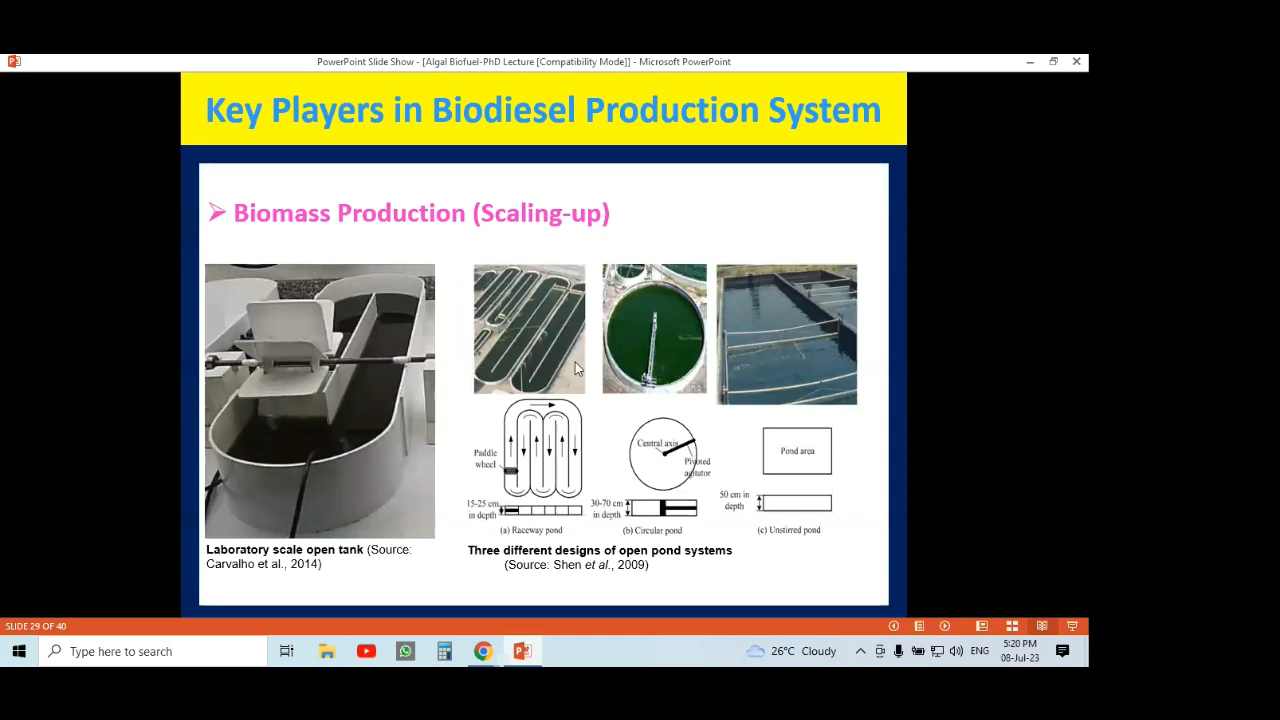 PowerPoint Slide Show - [Algal Biofuel-PhD Lecture [Compatibility Mode]] - Microsoft PowerPoint
Key Players in Biodiesel Production System
Biomass Production (Scaling-up)
Paddle
wheel
15-25 cm
in depth
(a) Raceway pond
Central axis
Pivoted
agitator
30-70 cm
in depth
(b) Circular pond
Pond area
50 cm in
depth
(c) Unstirred pond
Laboratory scale open tank (Source:
Carvalho et al., 2014)
Three different designs of open pond systems
(Source: Shen et al., 2009)
SLIDE 29 OF 40
Type here to search
26°C Cloudy
ENG
5:20 PM
08-Jul-23